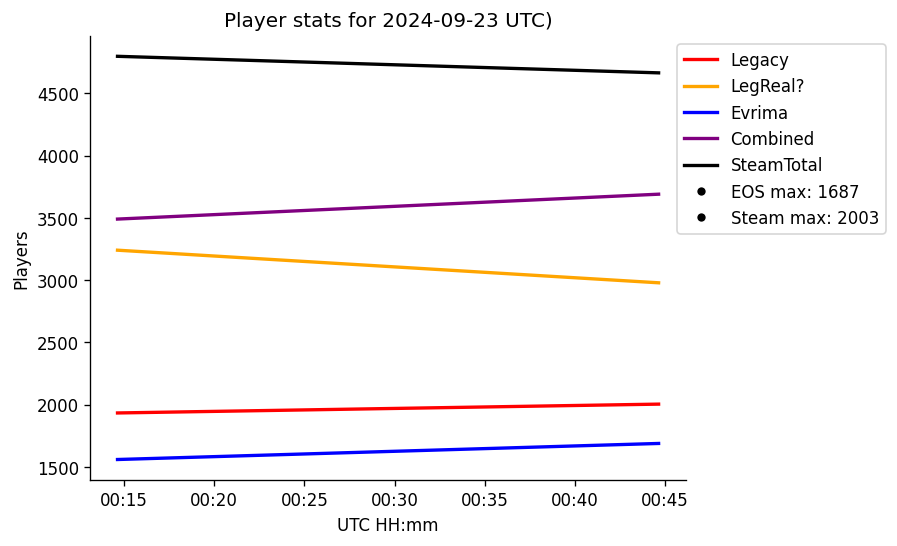 Player stats for 2024-09-23 UTC)
Legacy
LegReal?
Evrima
Combined
SteamTotal
EOS max: 1687
Steam max: 2003
Players
4500
4000
3500
3000
2500
2000
1500
00:15 00:20 00:25 00:30 00:35 00:40 00:45
UTC HH:mm